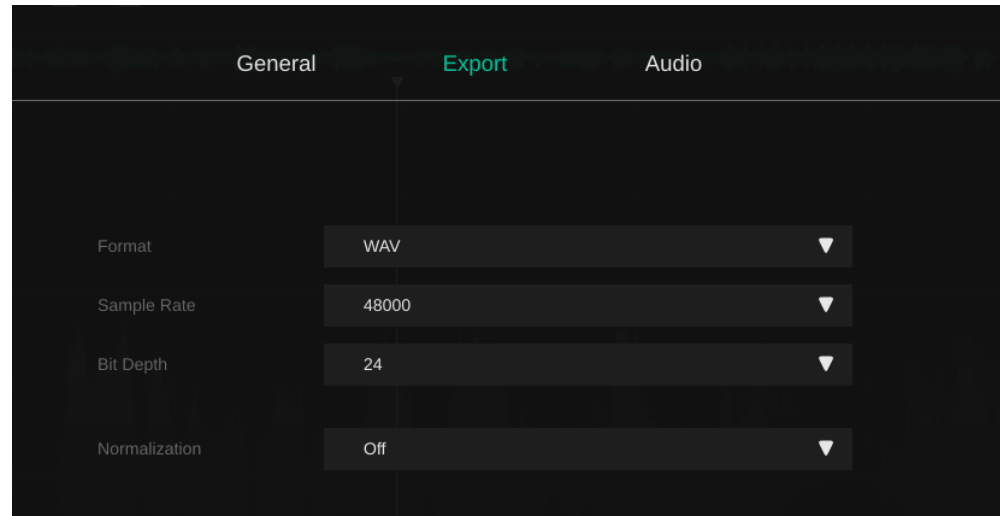 General Export Audio
Format WAV
Sample Rate 48000
Bit Depth 24
Normalization Off